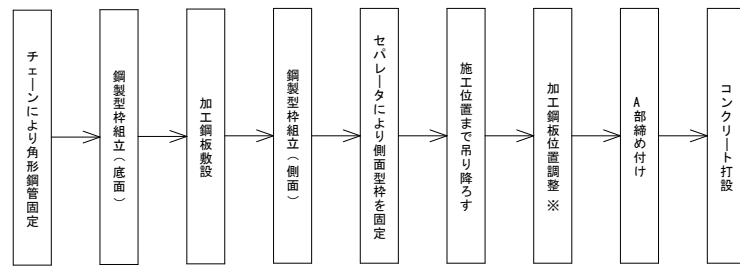 チェーンにより角形鋼管固定
鋼製型枠組立（底面）
加工鋼板敷設
鋼製型枠組立（側面）
セパレータにより側面型枠を固定
施工位置まで吊り降ろす
加工鋼板位置調整 ※
A部締め付け
コンクリート打設